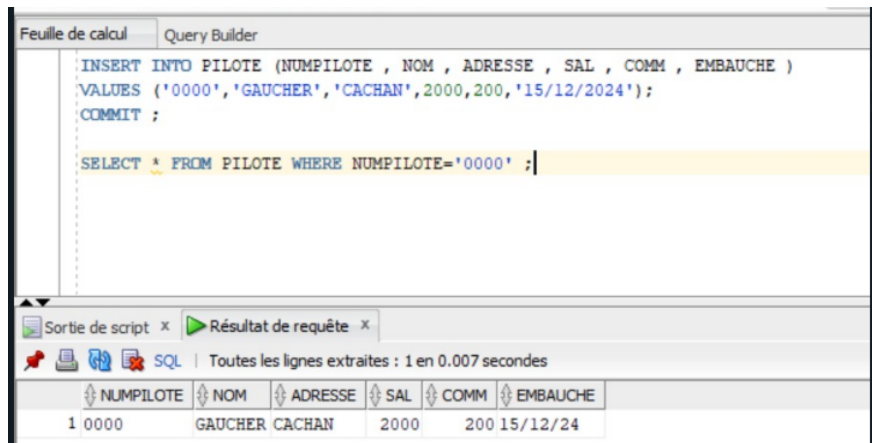 Feuille de calcul Query Builder
INSERT INTO PILOTE (NUMPILOTE , NOM , ADRESSE , SAL , COMM , EMBAUCHE )
VALUES ('0000','GAUCHER','CACHAN',2000,200,'15/12/2024');
COMMIT ;
SELECT * FROM PILOTE WHERE NUMPILOTE='0000' ;
Sortie de script x Résultat de requête x
SQL | Toutes les lignes extraites : 1 en 0.007 secondes
NUMPILOTE NOM ADRESSE SAL COMM EMBAUCHE
1 0000 GAUCHER CACHAN 2000 200 15/12/24